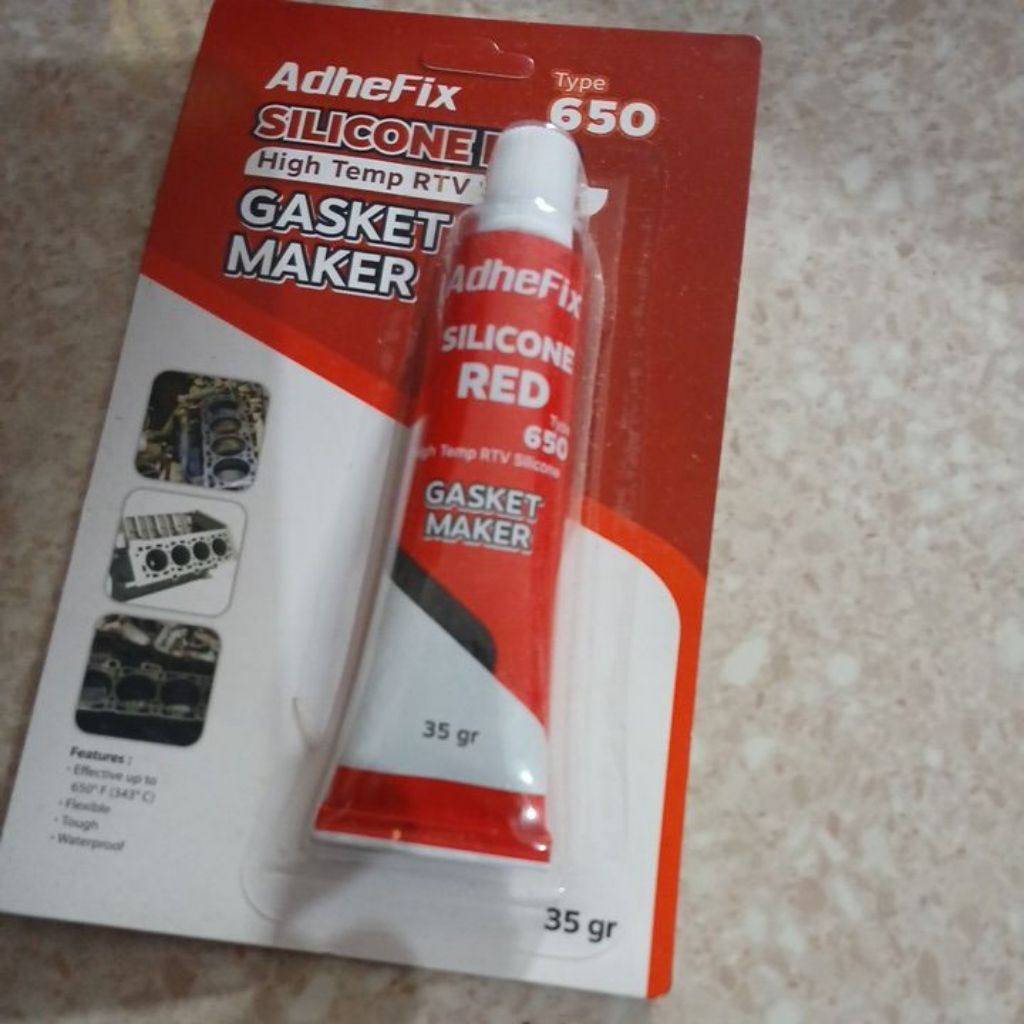 AdheFix
Type
650
SILICONE
High Temp RTV
GASKET
MAKER
AdheFix
SILICONE
RED
Type
650
High Temp RTV Silicone
GASKET
MAKER
35 gr
Features :
- Effective up to
650° F (343° C)
- Flexible
- Tough
- Waterproof
35 gr